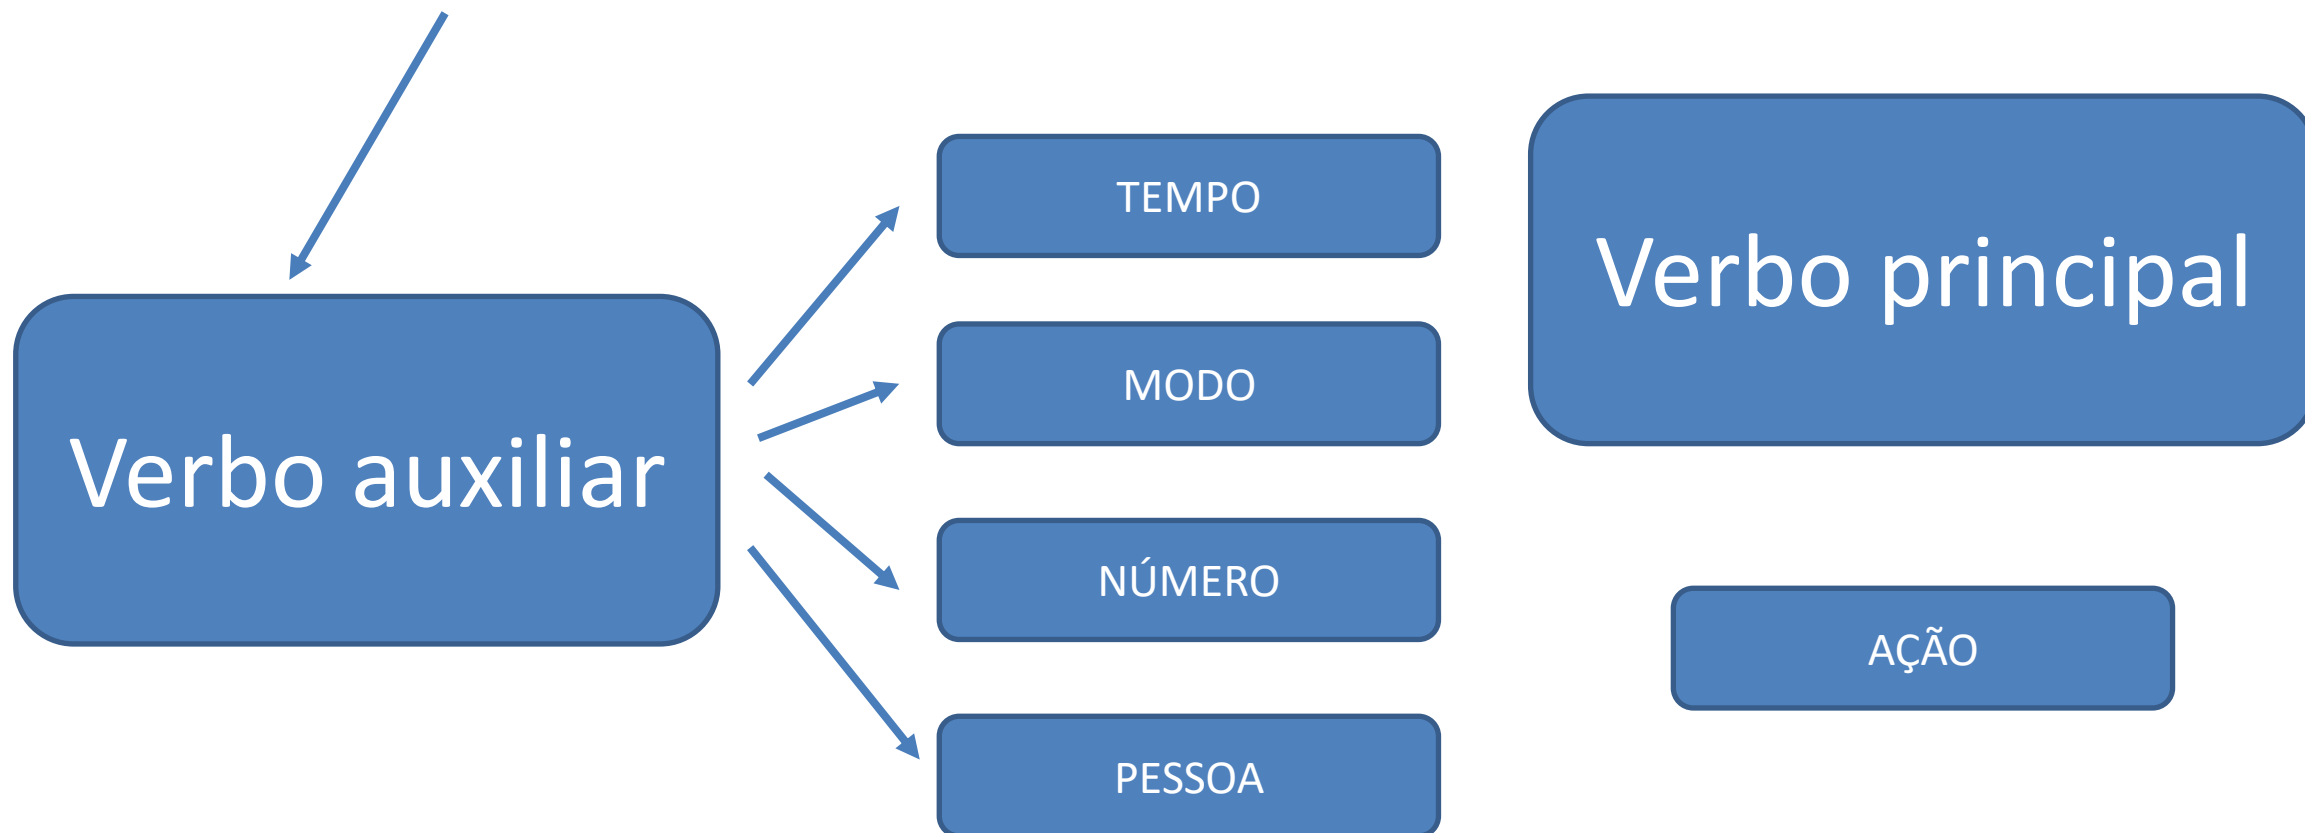 Verbo auxiliar
TEMPO
MODO
NÚMERO
PESSOA
Verbo principal
AÇÃO